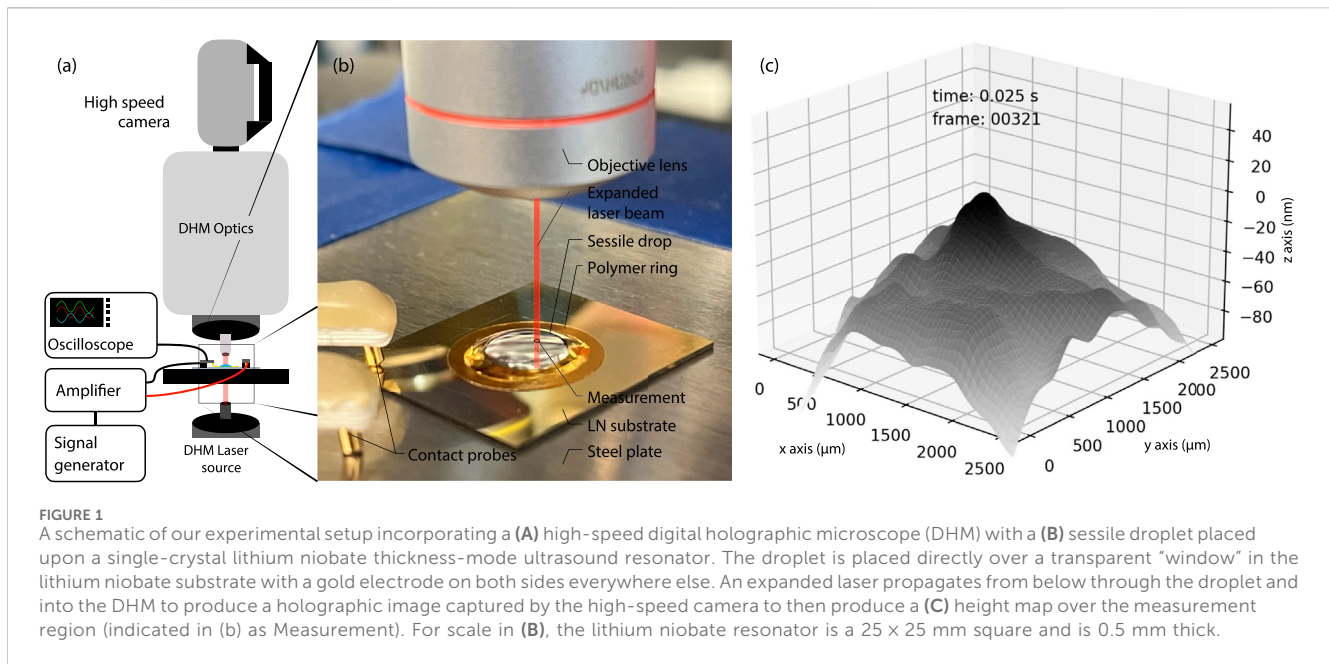 (a)
High speed
camera
DHM Optics
Oscilloscope
Amplifier
Signal
generator
DHM Laser
source
(b)
Objective lens
Expanded
laser beam
Sessile drop
Polymer ring
Measurement
LN substrate
Steel plate
Contact probes
(c)
time: 0.025 s
frame: 00321
40
20
0
−20
−40
−60
−80
z axis (nm)
0
500
1000
1500
2000
2500
x axis (μm)
0
500
1000
1500
2000
2500
y axis (μm)
FIGURE 1
A schematic of our experimental setup incorporating a (A) high-speed digital holographic microscope (DHM) with a (B) sessile droplet placed
upon a single-crystal lithium niobate thickness-mode ultrasound resonator. The droplet is placed directly over a transparent “window” in the
lithium niobate substrate with a gold electrode on both sides everywhere else. An expanded laser propagates from below through the droplet and
into the DHM to produce a holographic image captured by the high-speed camera to then produce a (C) height map over the measurement
region (indicated in (b) as Measurement). For scale in (B), the lithium niobate resonator is a 25 × 25 mm square and is 0.5 mm thick.